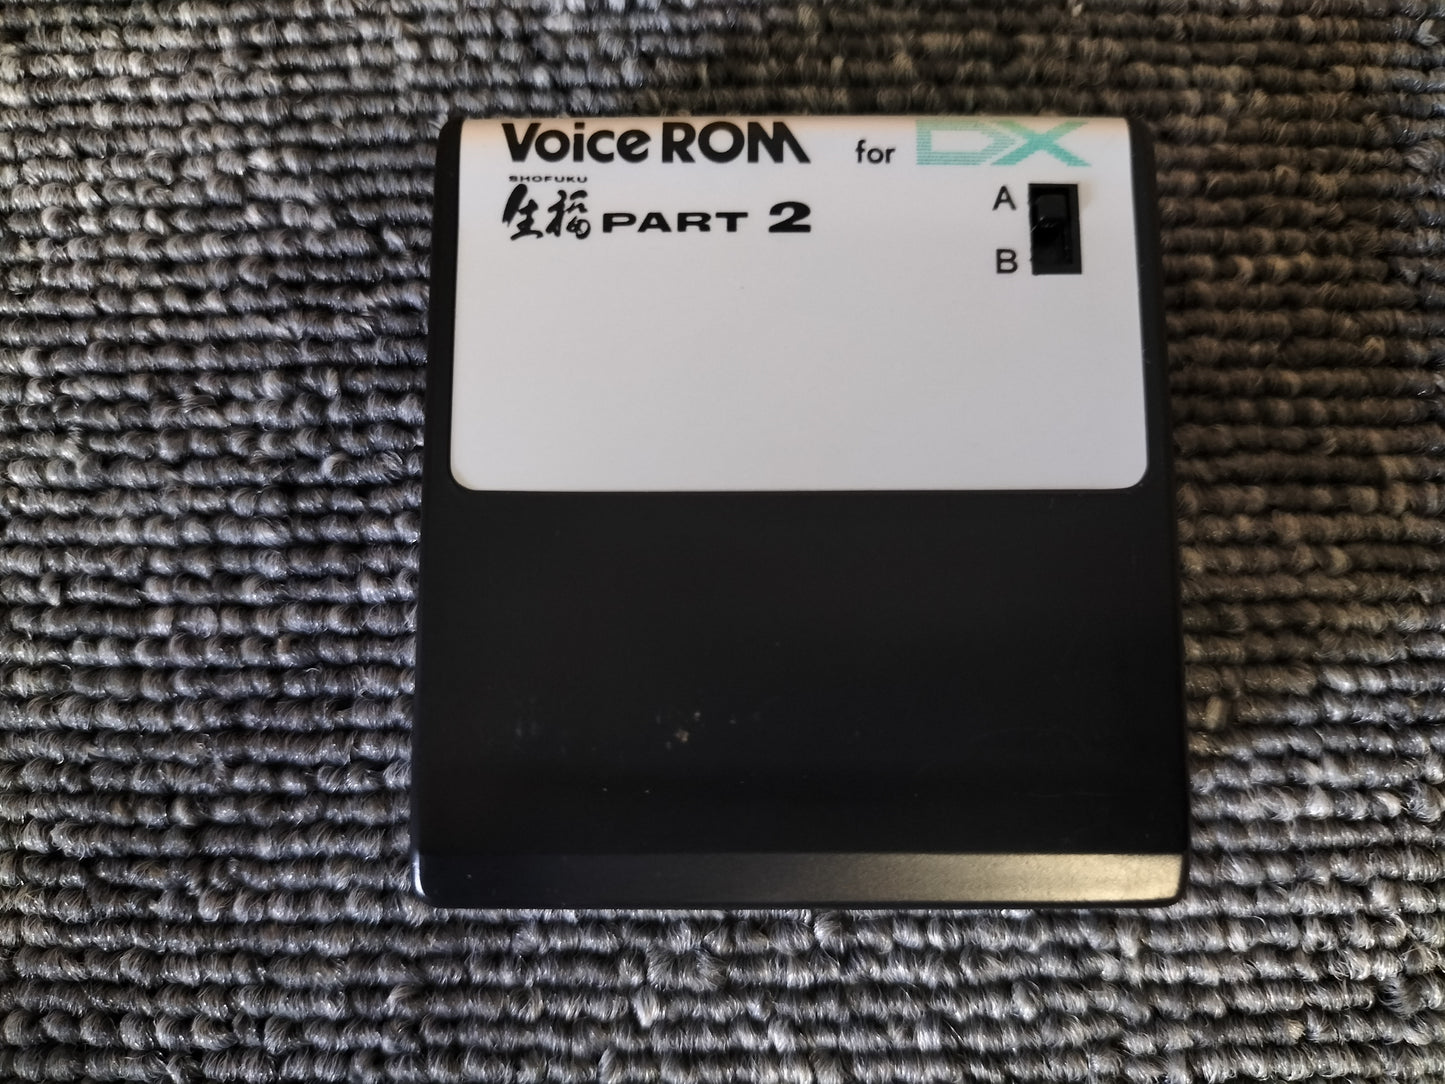 Voice ROM for DX
SHOFUKU
生福 PART 2
A
B